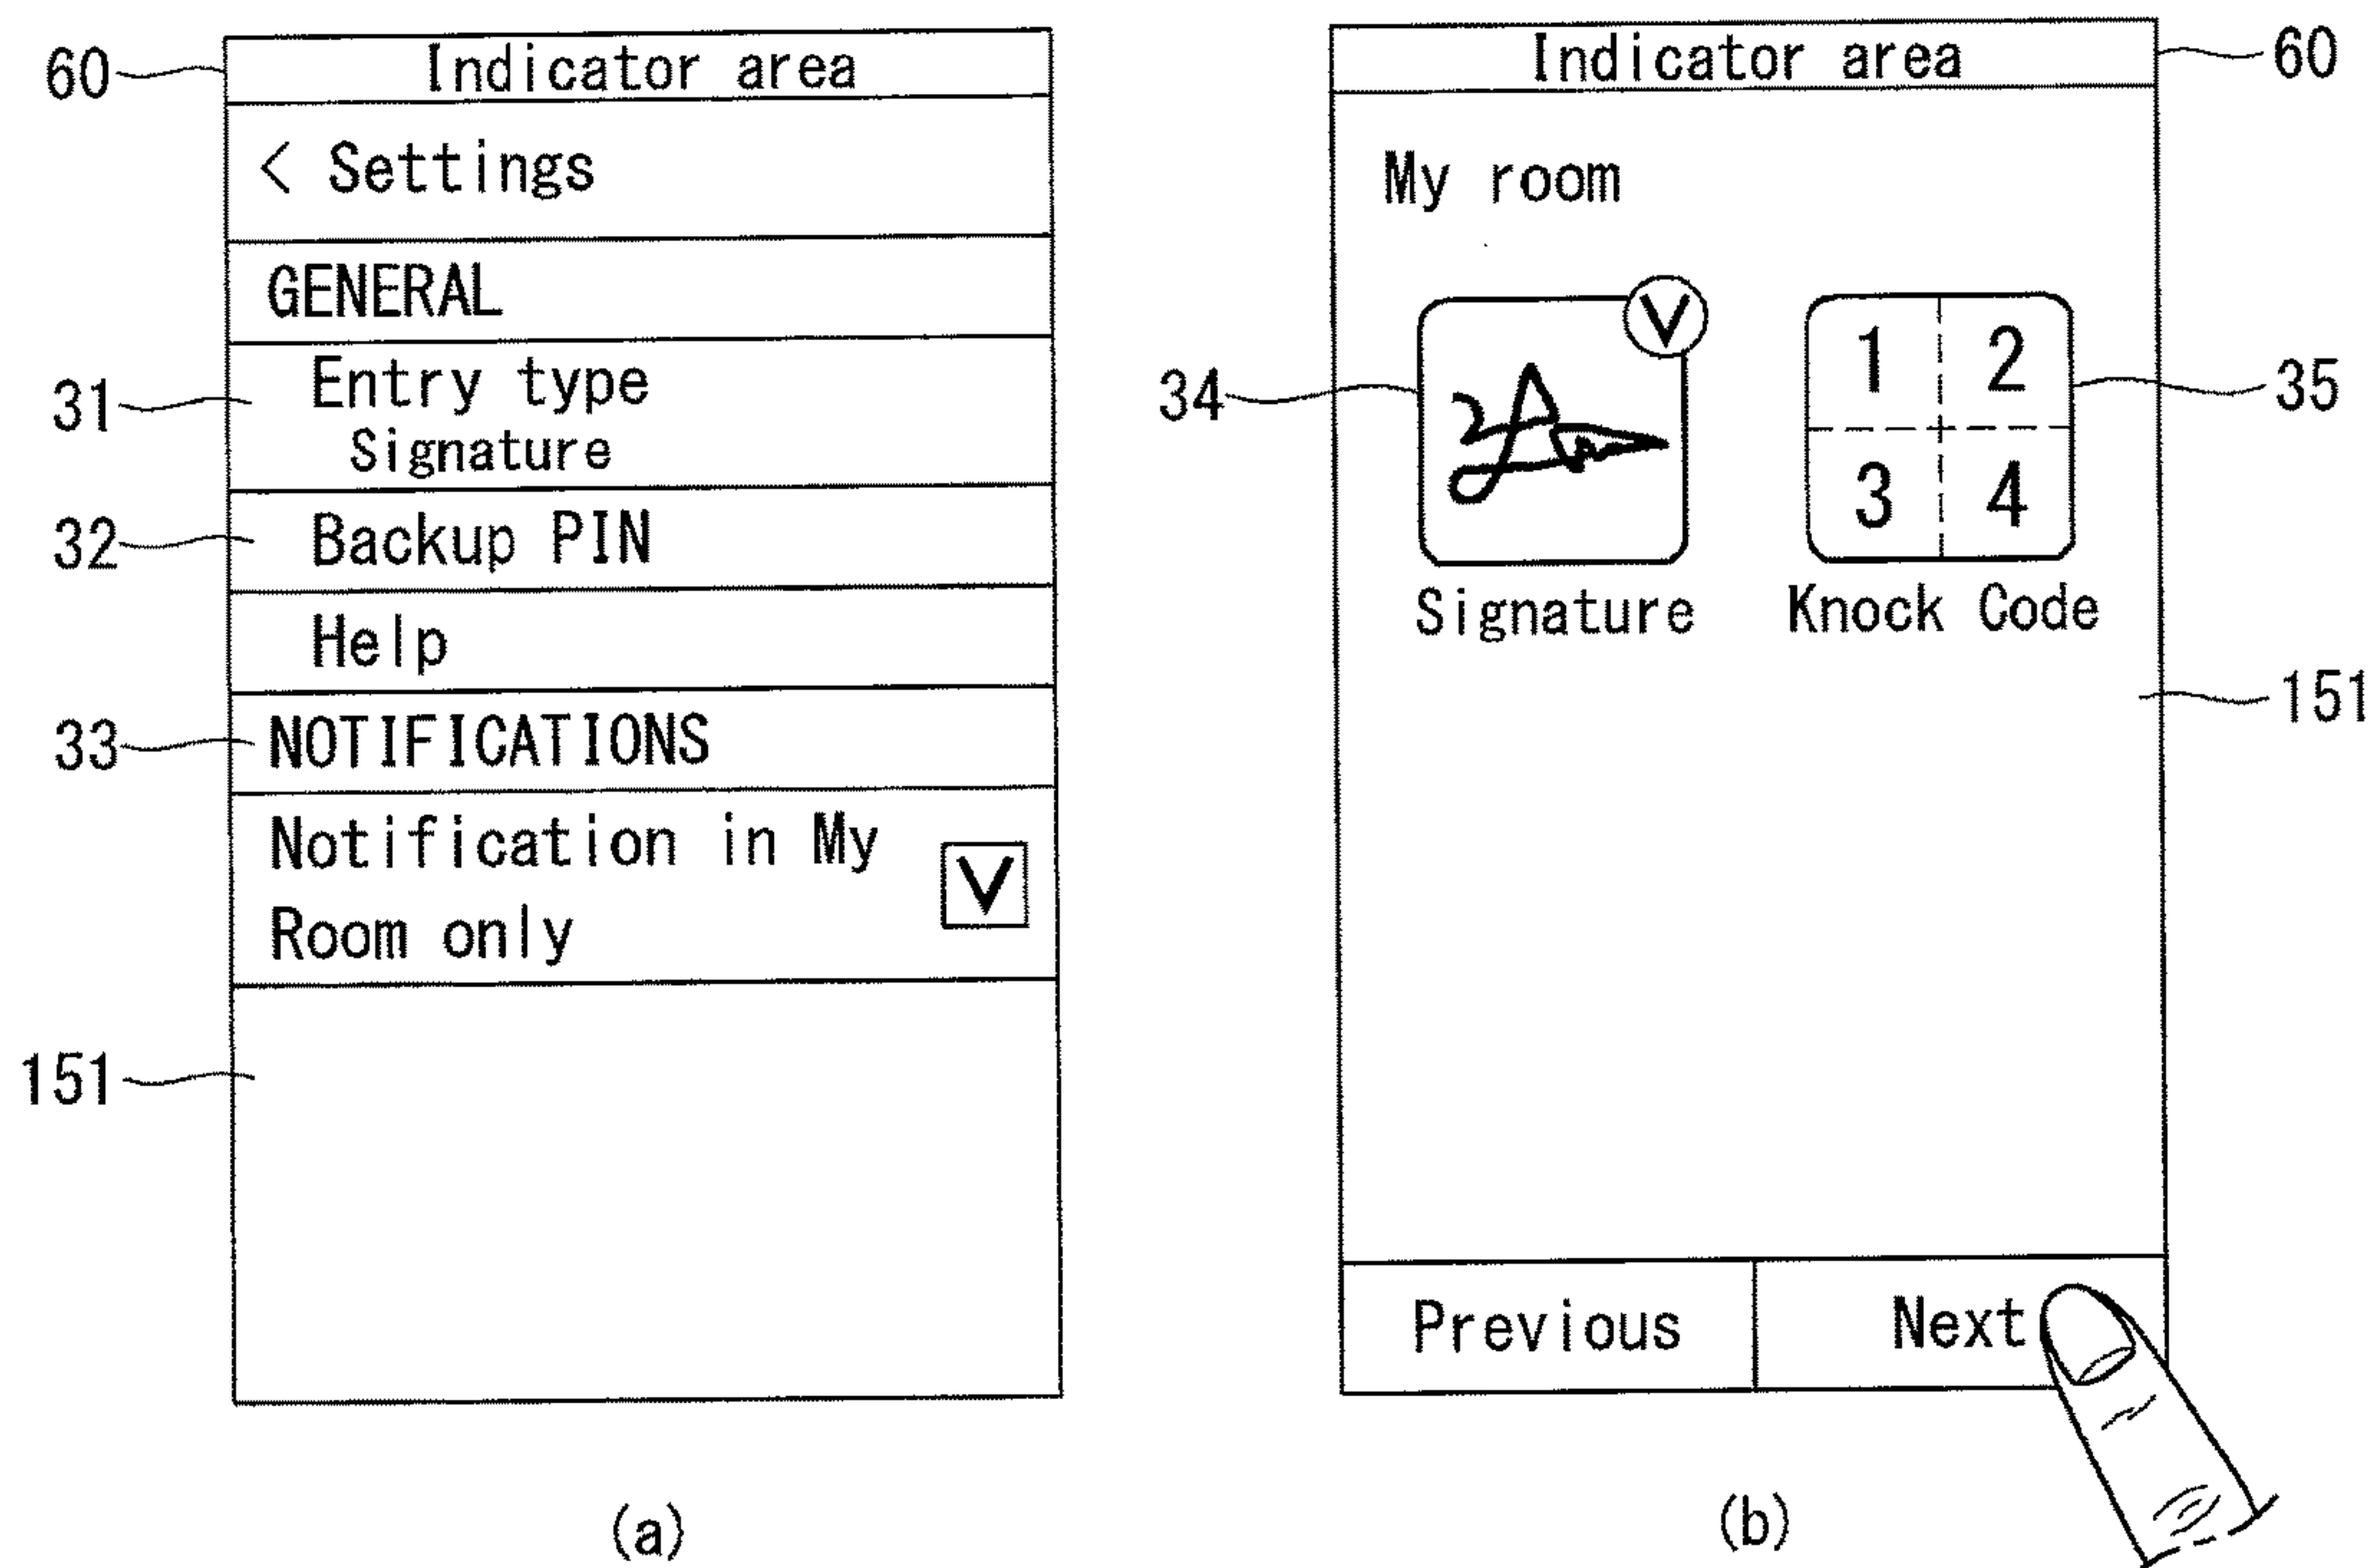 60
Indicator area
< Settings
GENERAL
31
Entry type
Signature
32
Backup PIN
Help
33
NOTIFICATIONS
Notification in My
Room only
V
151
(a)
Indicator area
60
My room
V
34
1 2
3 4
35
Signature
Knock Code
151
Previous
Next
(b)